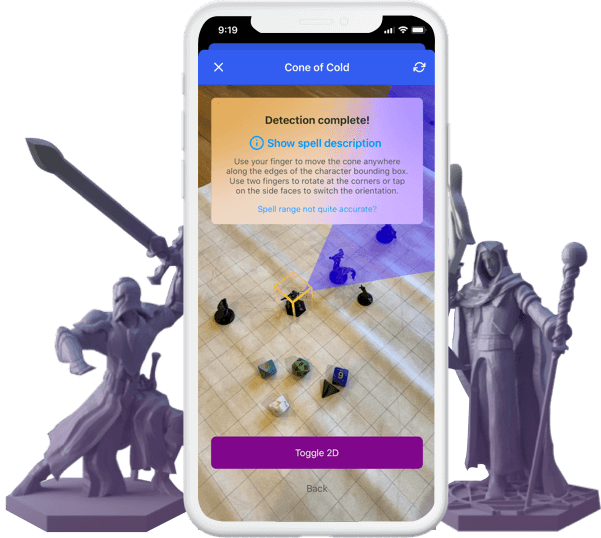 9:19
Cone of Cold
Detection complete!
Show spell description
Use your finger to move the cone anywhere
along the edges of the character bounding box.
Use two fingers to rotate at the corners or tap
on the side faces to switch the orientation.
Spell range not quite accurate?
9
Toggle 2D
Back